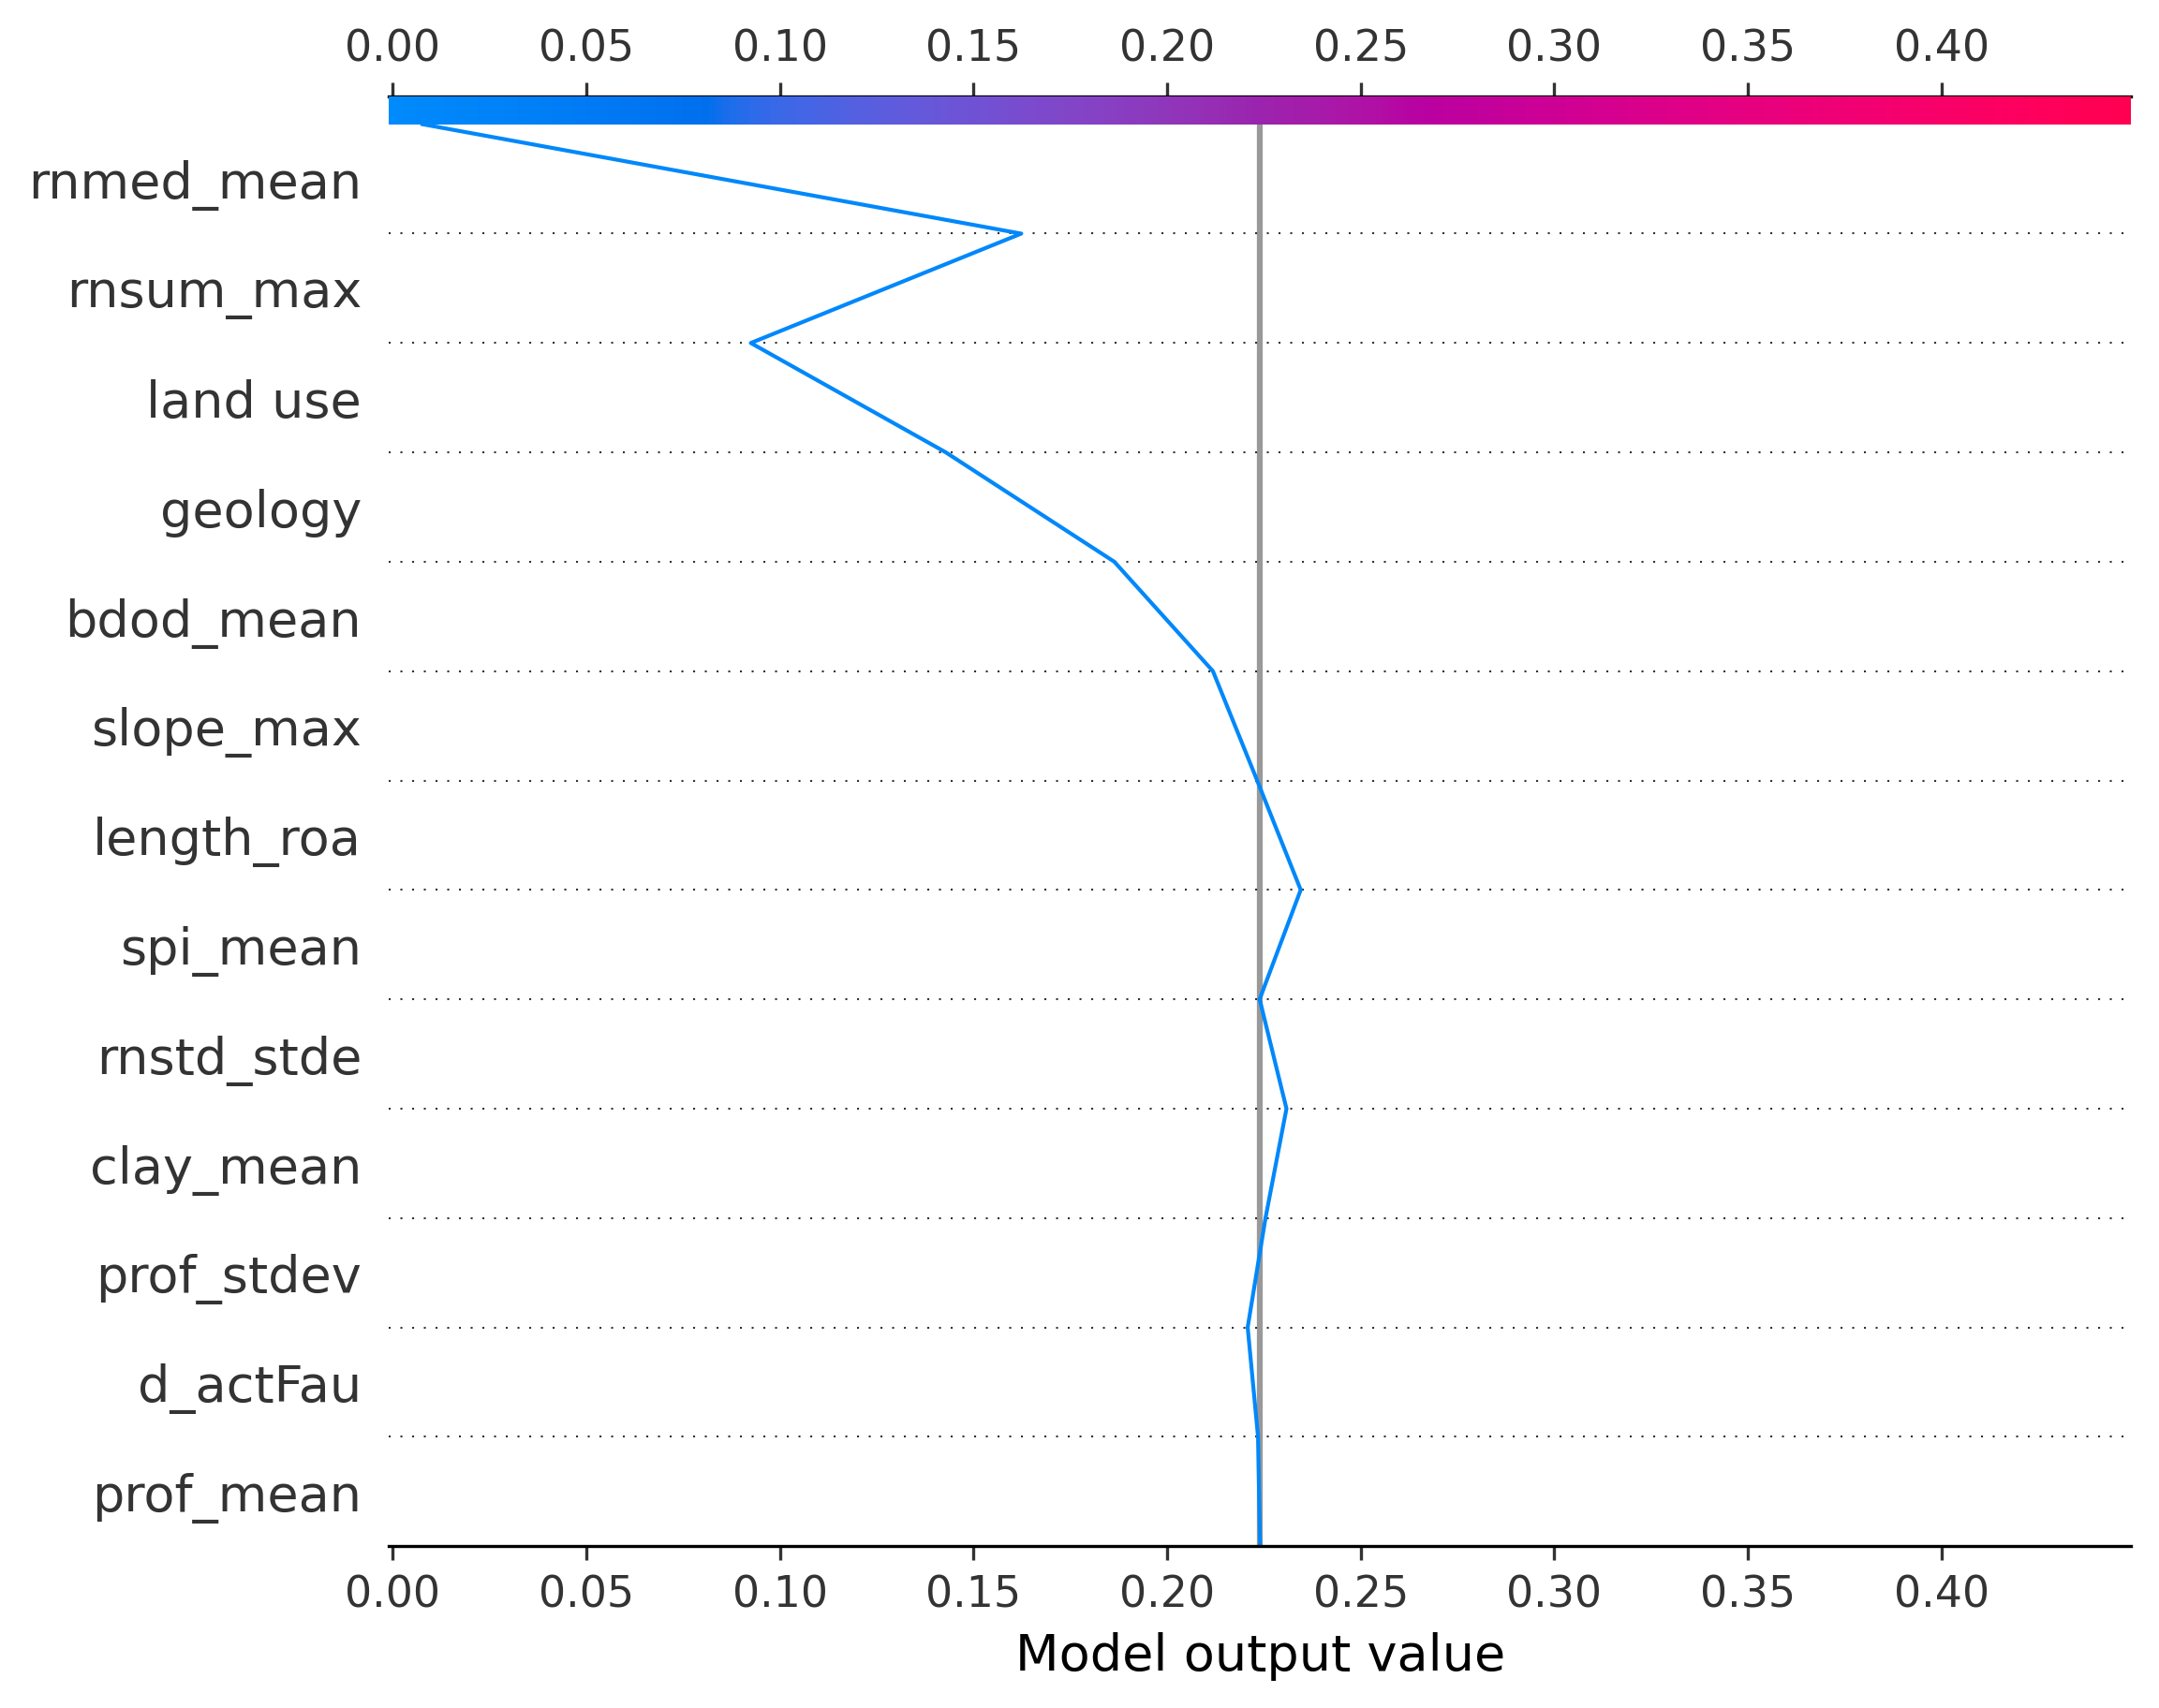 0.00 0.05 0.10 0.15 0.20 0.25 0.30 0.35 0.40
rnmed_mean
rnsum_max
land use
geology
bdod_mean
slope_max
length_roa
spi_mean
rnstd_stde
clay_mean
prof_stdev
d_actFau
prof_mean
0.00 0.05 0.10 0.15 0.20 0.25 0.30 0.35 0.40
Model output value